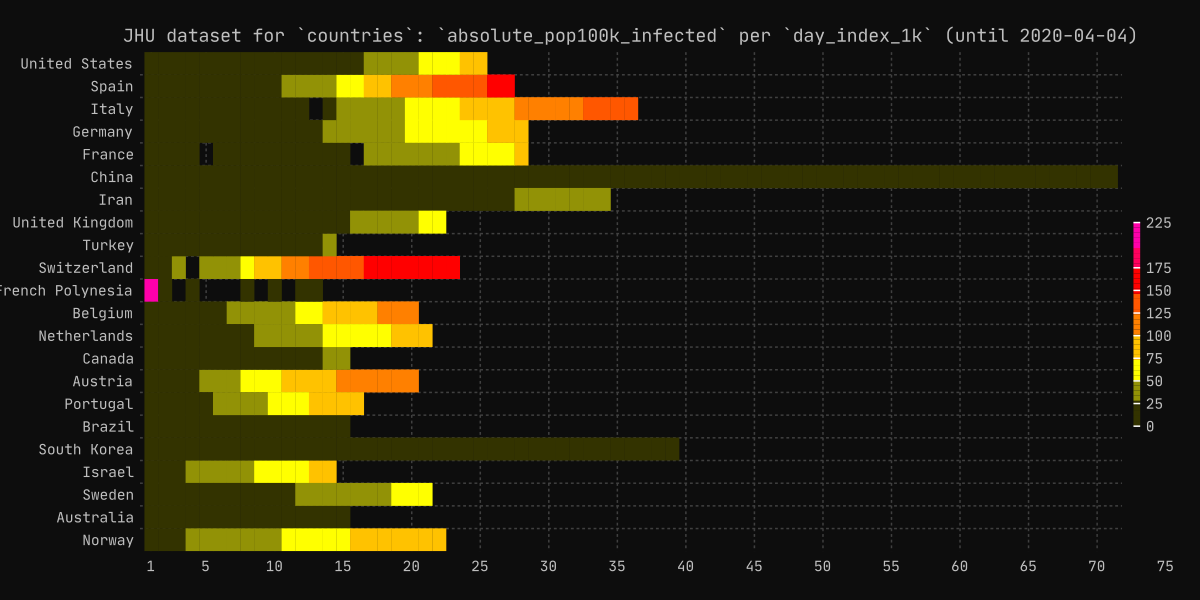 JHU dataset for `countries`: `absolute_pop100k_infected` per `day_index_1k` (until 2020-04-04)
United States
Spain
Italy
Germany
France
China
Iran
United Kingdom
Turkey
Switzerland
French Polynesia
Belgium
Netherlands
Canada
Austria
Portugal
Brazil
South Korea
Israel
Sweden
Australia
Norway
225
175
150
125
100
75
50
25
0
1 5 10 15 20 25 30 35 40 45 50 55 60 65 70 75